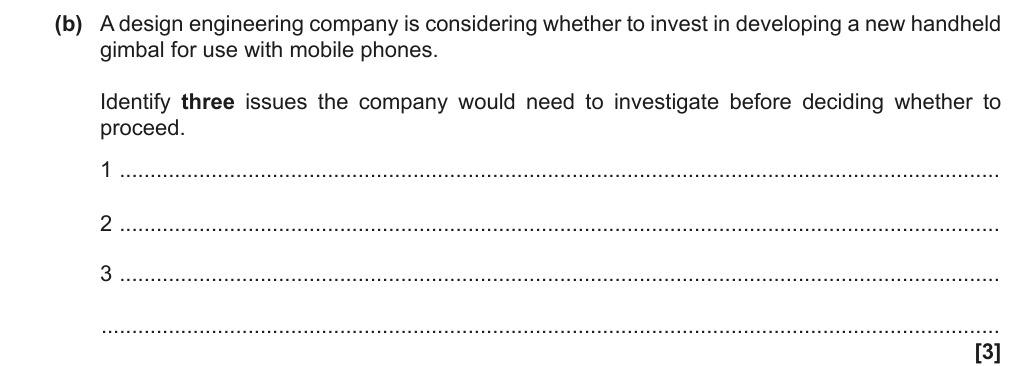 (b) A design engineering company is considering whether to invest in developing a new handheld
gimbal for use with mobile phones.
Identify three issues the company would need to investigate before deciding whether to
proceed.
1 ....................................................................................................
2 ....................................................................................................
3 ....................................................................................................
....................................................................................................
[3]